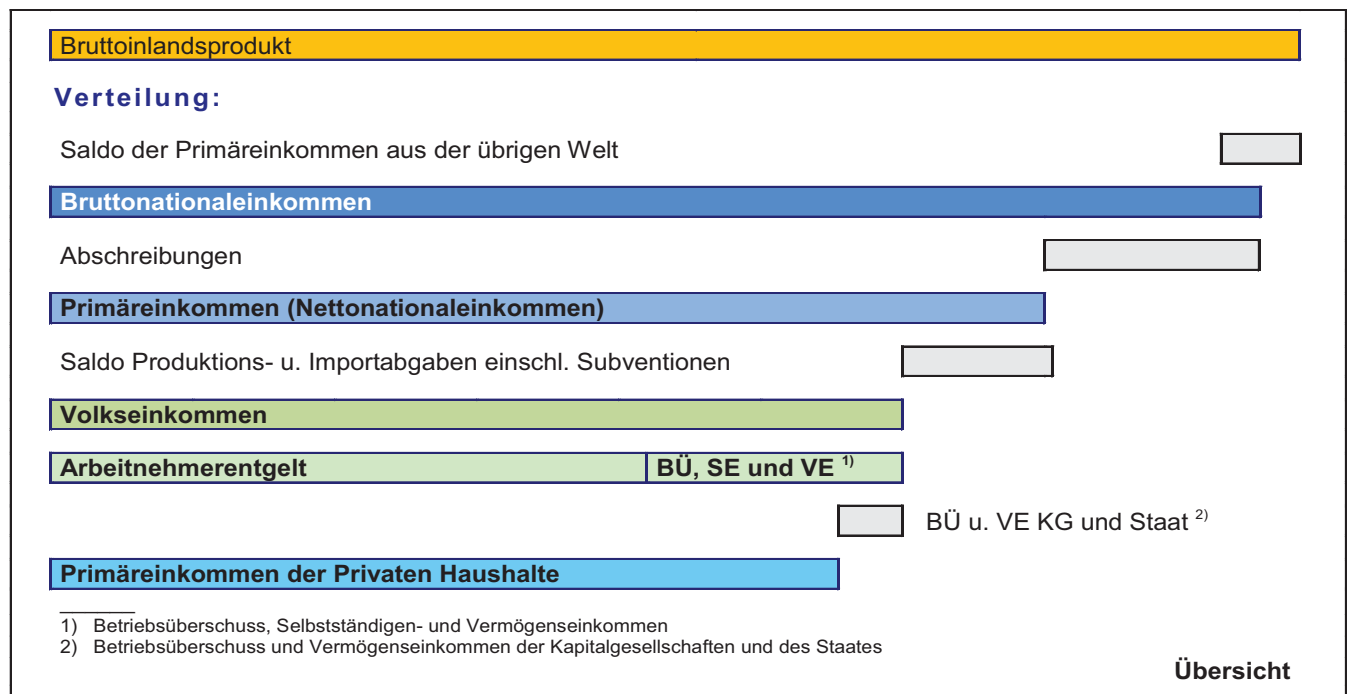 Bruttoinlandsprodukt
Verteilung:
Saldo der Primäreinkommen aus der übrigen Welt
Bruttonationaleinkommen
Abschreibungen
Primäreinkommen (Nettonationaleinkommen)
Saldo Produktions- u. Importabgaben einschl. Subventionen
Volkseinkommen
Arbeitnehmerentgelt BÜ, SE und VE 1)
BÜ u. VE KG und Staat 2)
Primäreinkommen der Privaten Haushalte
1) Betriebsüberschuss, Selbstständigen- und Vermögenseinkommen
2) Betriebsüberschuss und Vermögenseinkommen der Kapitalgesellschaften und des Staates
Übersicht